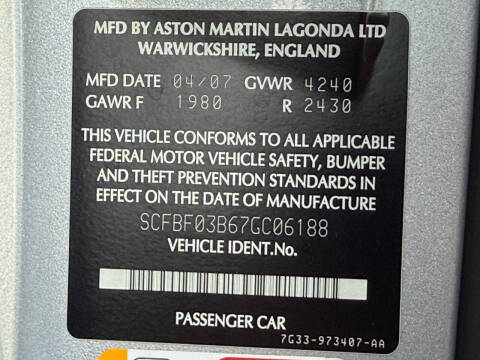 MFD BY ASTON MARTIN LAGONDA LTD
WARWICKSHIRE, ENGLAND
MFD DATE 04/07 GVWR 4240
GAWR F 1980 R 2430
THIS VEHICLE CONFORMS TO ALL APPLICABLE
FEDERAL MOTOR VEHICLE SAFETY, BUMPER
AND THEFT PREVENTION STANDARDS IN
EFFECT ON THE DATE OF MANUFACTURE
SCFBF03B67GC06188
VEHICLE IDENT.No.
PASSENGER CAR
7G33-973407-AA